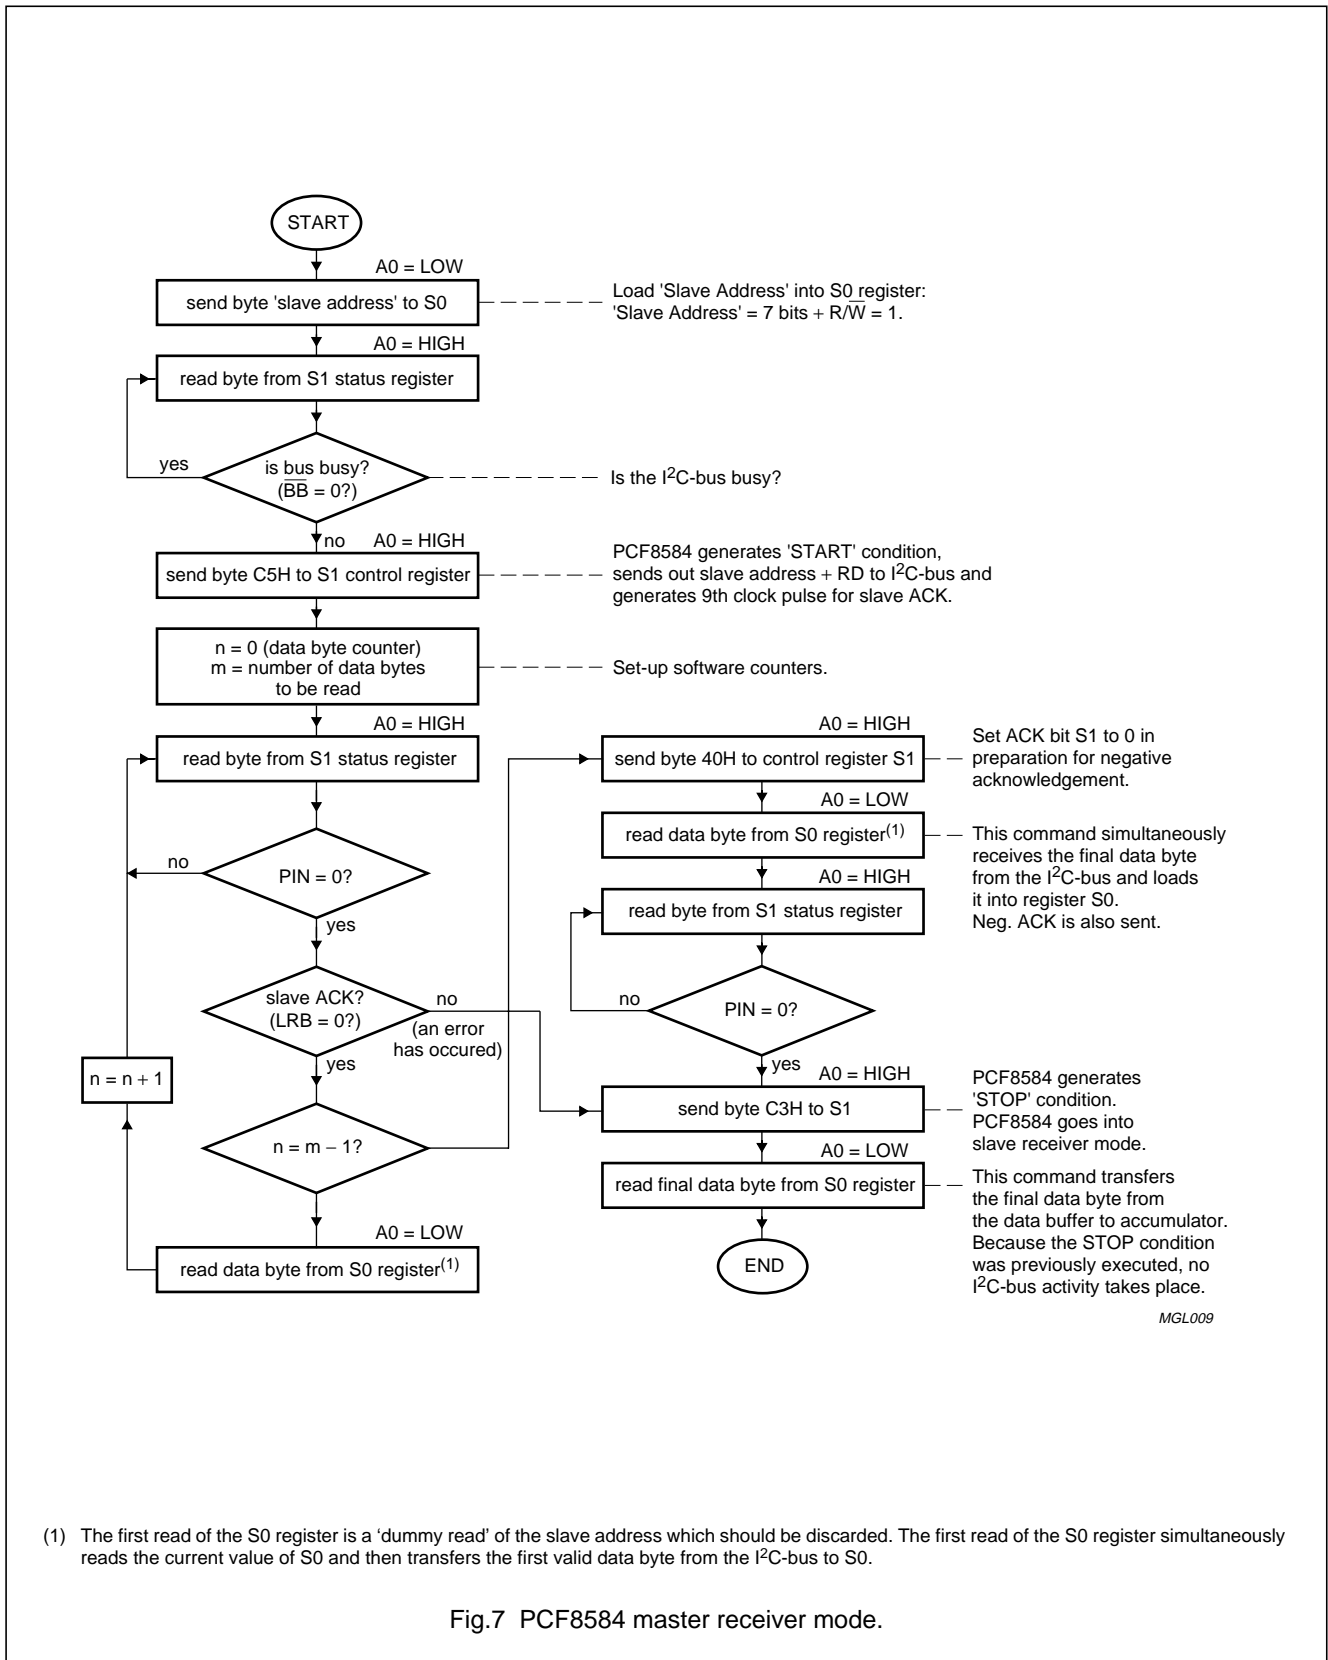 START
A0 = LOW
send byte 'slave address' to S0
Load 'Slave Address' into S0 register:
'Slave Address' = 7 bits + R/W̅ = 1.
A0 = HIGH
read byte from S1 status register
yes
is bus busy?
(B̅B̅ = 0?)
Is the I²C-bus busy?
no
A0 = HIGH
send byte C5H to S1 control register
PCF8584 generates 'START' condition,
sends out slave address + RD to I²C-bus and
generates 9th clock pulse for slave ACK.
n = 0 (data byte counter)
m = number of data bytes
to be read
Set-up software counters.
A0 = HIGH
read byte from S1 status register
no
PIN = 0?
yes
slave ACK?
(LRB = 0?)
no
(an error
has occured)
yes
n = n + 1
n = m − 1?
A0 = LOW
read data byte from S0 register(1)
A0 = HIGH
send byte 40H to control register S1
Set ACK bit S1 to 0 in
preparation for negative
acknowledgement.
A0 = LOW
read data byte from S0 register(1)
This command simultaneously
receives the final data byte
from the I²C-bus and loads
it into register S0.
Neg. ACK is also sent.
A0 = HIGH
read byte from S1 status register
no
PIN = 0?
yes
A0 = HIGH
send byte C3H to S1
PCF8584 generates
'STOP' condition.
PCF8584 goes into
slave receiver mode.
A0 = LOW
read final data byte from S0 register
This command transfers
the final data byte from
the data buffer to accumulator.
Because the STOP condition
was previously executed, no
I²C-bus activity takes place.
END
MGL009
(1) The first read of the S0 register is a ‘dummy read’ of the slave address which should be discarded. The first read of the S0 register simultaneously
reads the current value of S0 and then transfers the first valid data byte from the I²C-bus to S0.
Fig.7 PCF8584 master receiver mode.